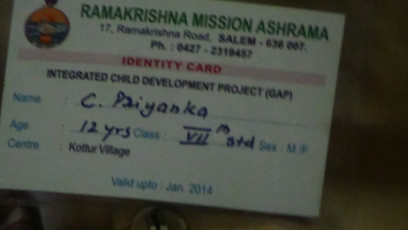 RAMAKRISHNA MISSION ASHRAMA
17, Ramakrishna Road, SALEM - 636 007.
Ph. : 0427 - 2319457
IDENTITY CARD
INTEGRATED CHILD DEVELOPMENT PROJECT (GAP)
Name : C. Priyanka
Age : 12 yrs Class : VII th std Sex : M /F
Centre : Kottur Village
Valid upto : Jan. 2014